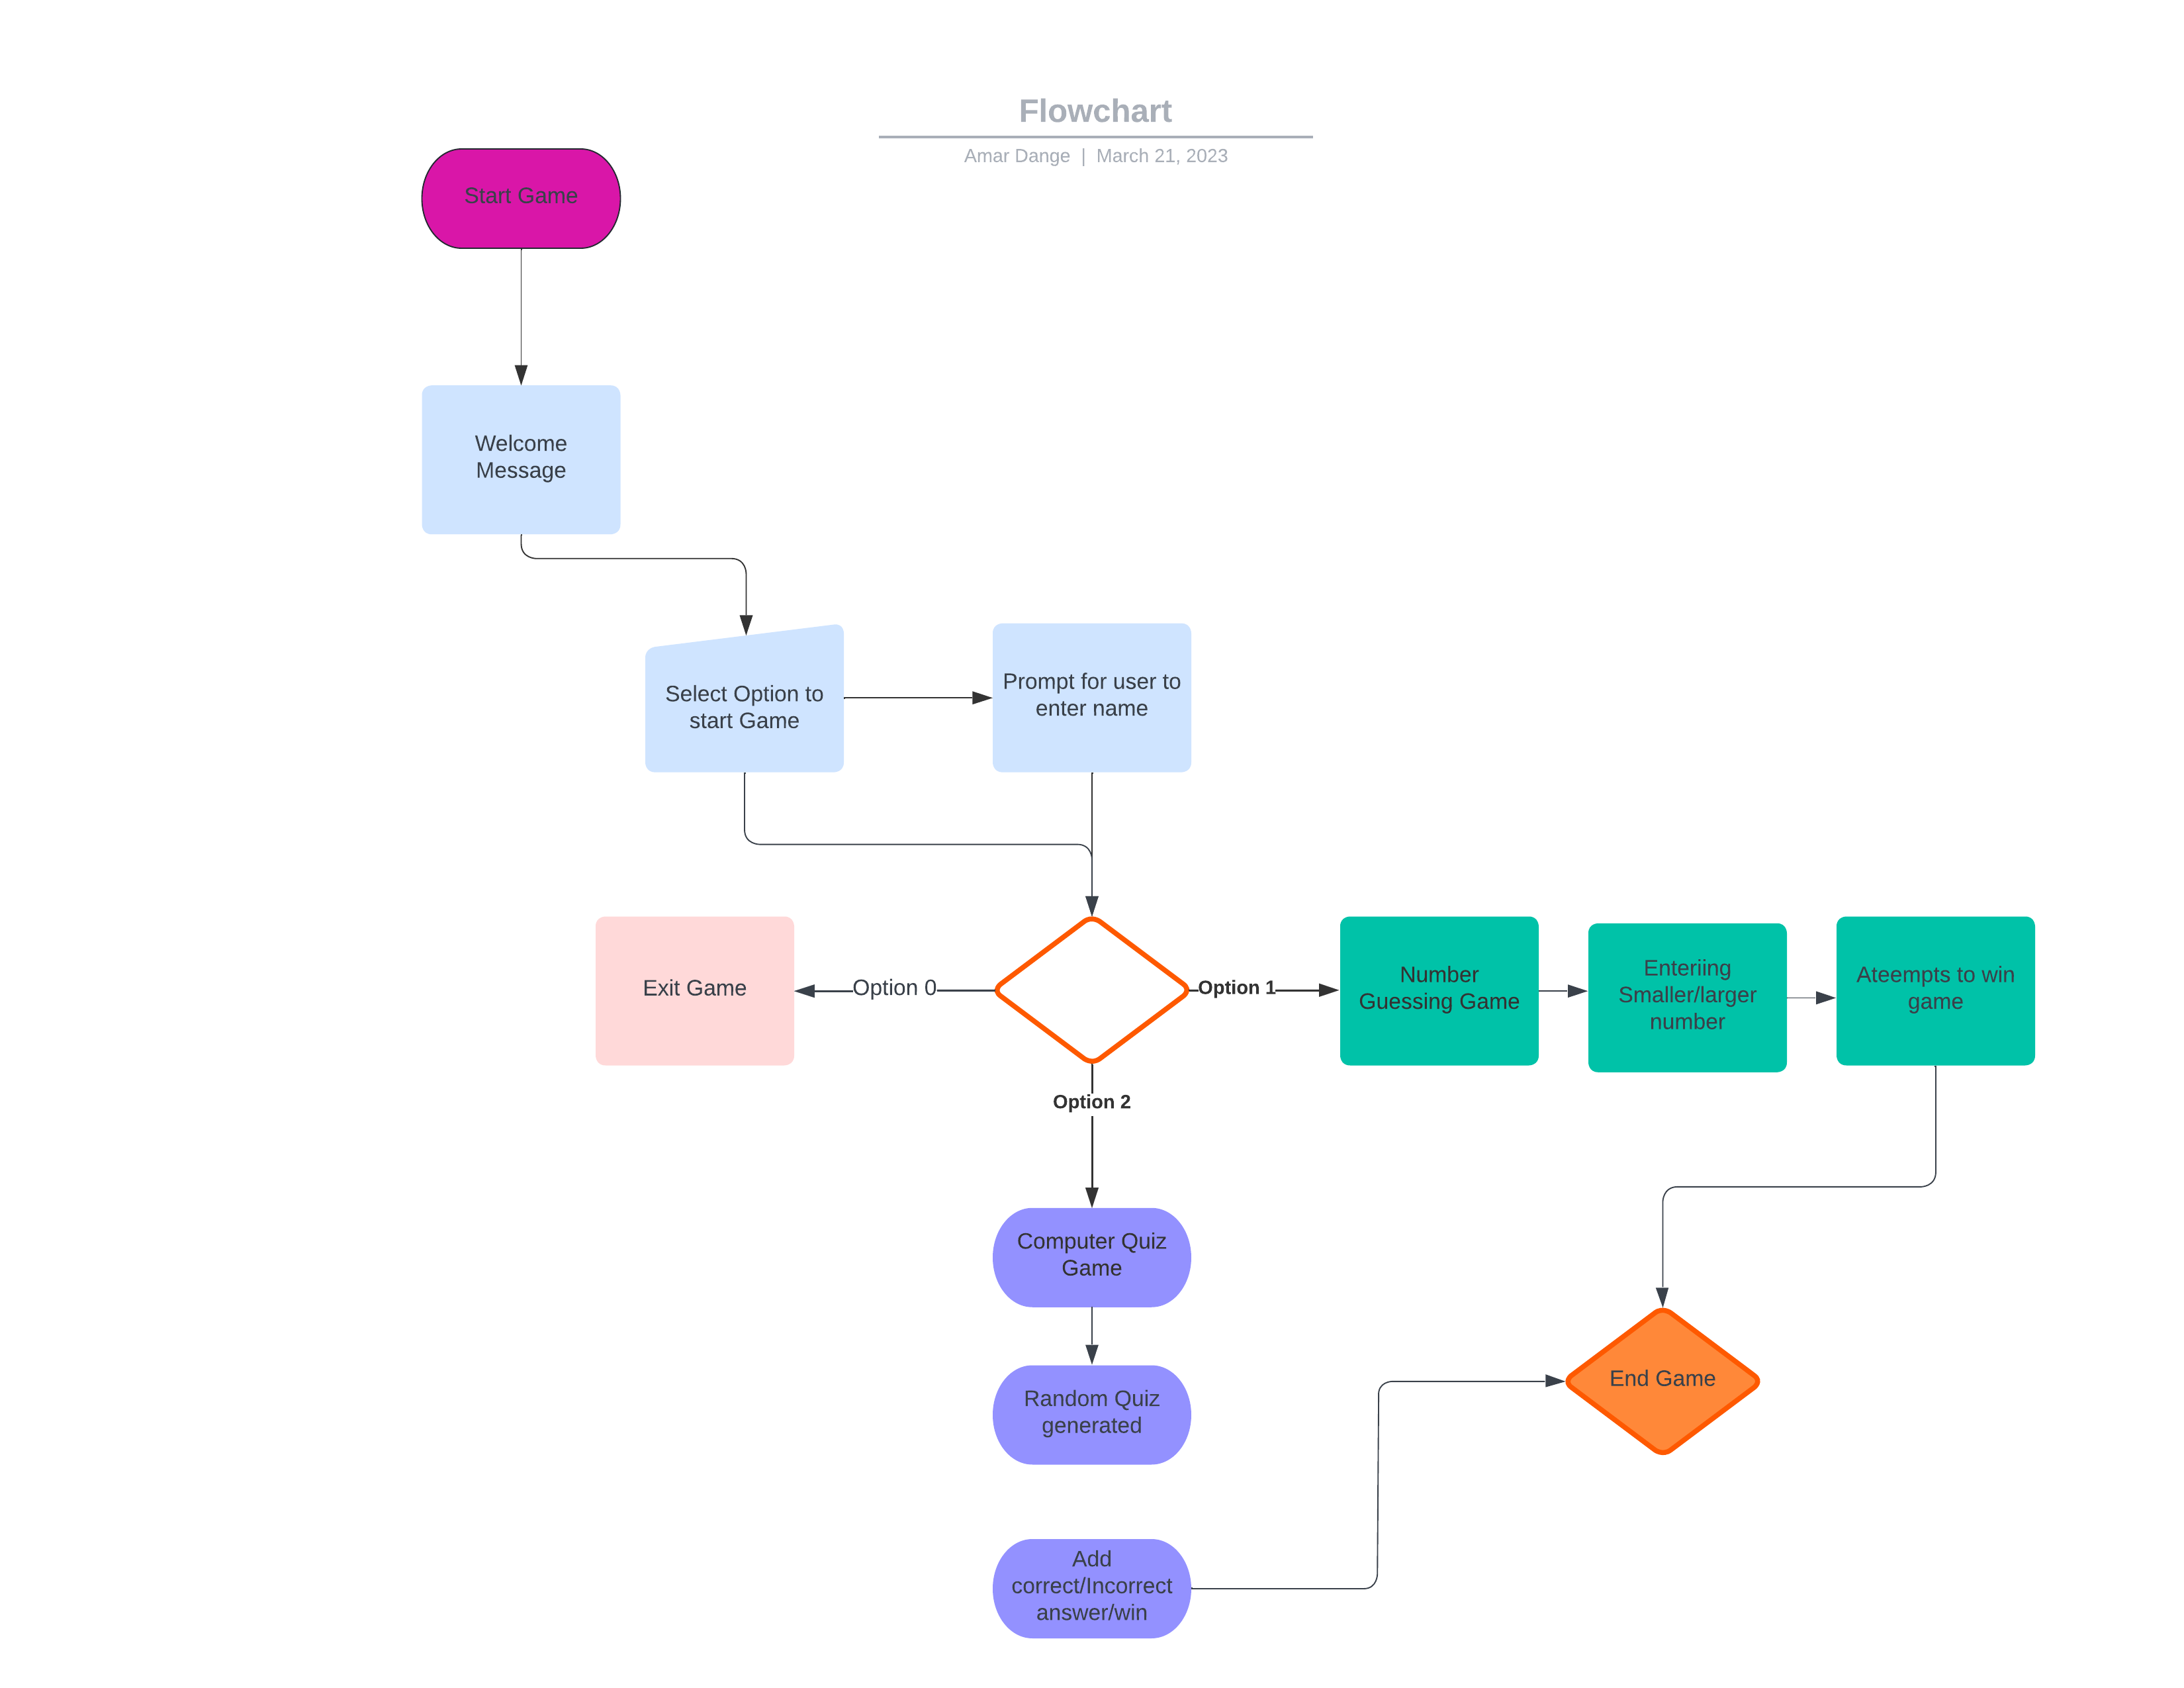 Flowchart
Amar Dange | March 21, 2023
Start Game
Welcome
Message
Select Option to
start Game
Prompt for user to
enter name
Exit Game
Option 0
Option 1
Number
Guessing Game
Enteriing
Smaller/larger
number
Ateempts to win
game
Option 2
Computer Quiz
Game
Random Quiz
generated
End Game
Add
correct/Incorrect
answer/win